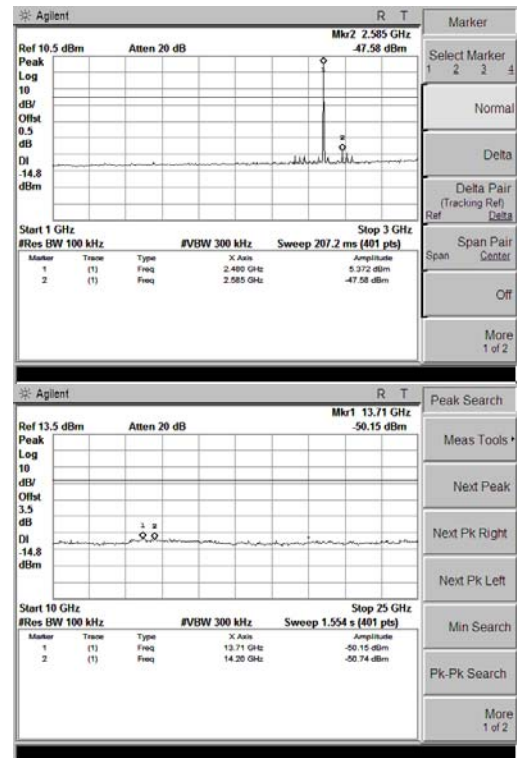 Agilent R T
Marker
Mkr2 2.585 GHz
Ref 10.5 dBm Atten 20 dB -47.58 dBm
Peak
Log
10
dB/
Offst
0.5
dB
DI
-14.8
dBm
1
2
Start 1 GHz Stop 3 GHz
#Res BW 100 kHz #VBW 300 kHz Sweep 207.2 ms (401 pts)
Marker Trace Type X Axis Amplitude
1 (1) Freq 2.480 GHz 5.372 dBm
2 (1) Freq 2.585 GHz -47.58 dBm
Select Marker
1 2 3 4
Normal
Delta
Delta Pair
(Tracking Ref)
Ref Delta
Span Pair
Span Center
Off
More
1 of 2
Agilent R T
Peak Search
Mkr1 13.71 GHz
Ref 13.5 dBm Atten 20 dB -50.15 dBm
Peak
Log
10
dB/
Offst
3.5
dB
DI
-14.8
dBm
1 2
Start 10 GHz Stop 25 GHz
#Res BW 100 kHz #VBW 300 kHz Sweep 1.554 s (401 pts)
Marker Trace Type X Axis Amplitude
1 (1) Freq 13.71 GHz -50.15 dBm
2 (1) Freq 14.20 GHz -50.74 dBm
Meas Tools
Next Peak
Next Pk Right
Next Pk Left
Min Search
Pk-Pk Search
More
1 of 2